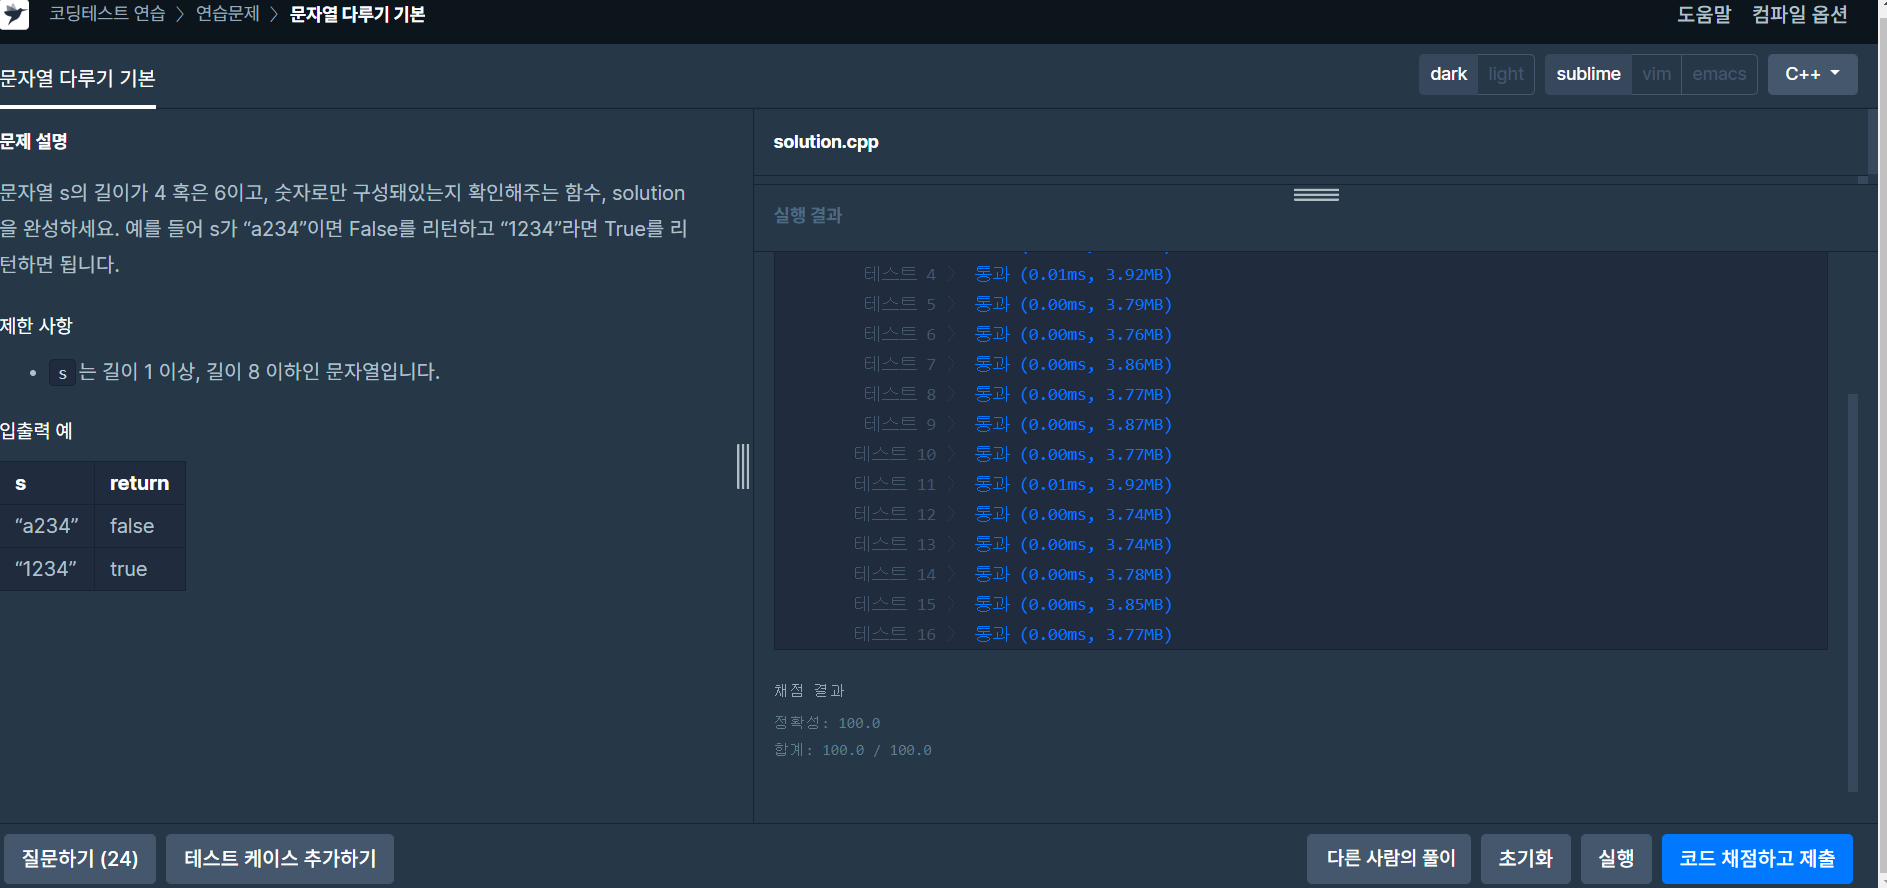 코딩테스트 연습 〉 연습문제 〉 문자열 다루기 기본
도움말 컴파일 옵션
문자열 다루기 기본
dark light sublime vim emacs C++
문제 설명
문자열 s의 길이가 4 혹은 6이고, 숫자로만 구성돼있는지 확인해주는 함수, solution
을 완성하세요. 예를 들어 s가 “a234”이면 False를 리턴하고 “1234”라면 True를 리
턴하면 됩니다.
제한 사항
• s 는 길이 1 이상, 길이 8 이하인 문자열입니다.
입출력 예
s return
“a234” false
“1234” true
solution.cpp
실행 결과
테스트 4 〉 통과 (0.01ms, 3.92MB)
테스트 5 〉 통과 (0.00ms, 3.79MB)
테스트 6 〉 통과 (0.00ms, 3.76MB)
테스트 7 〉 통과 (0.00ms, 3.86MB)
테스트 8 〉 통과 (0.00ms, 3.77MB)
테스트 9 〉 통과 (0.00ms, 3.87MB)
테스트 10 〉 통과 (0.00ms, 3.77MB)
테스트 11 〉 통과 (0.01ms, 3.92MB)
테스트 12 〉 통과 (0.00ms, 3.74MB)
테스트 13 〉 통과 (0.00ms, 3.74MB)
테스트 14 〉 통과 (0.00ms, 3.78MB)
테스트 15 〉 통과 (0.00ms, 3.85MB)
테스트 16 〉 통과 (0.00ms, 3.77MB)
채점 결과
정확성: 100.0
합계: 100.0 / 100.0
질문하기 (24) 테스트 케이스 추가하기 다른 사람의 풀이 초기화 실행 코드 채점하고 제출